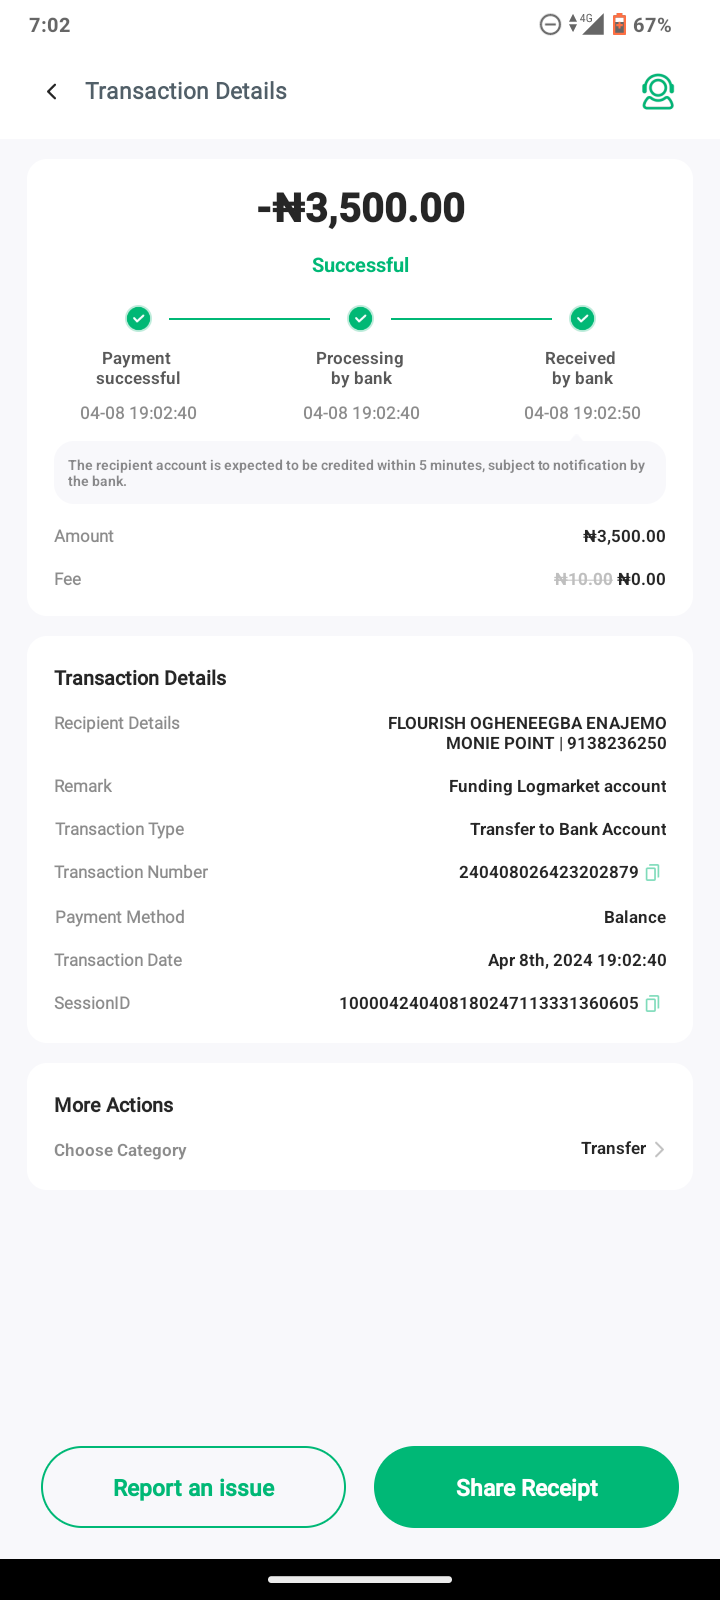 7:02
4G
67%
Transaction Details
-₦3,500.00
Successful
Payment
successful
Processing
by bank
Received
by bank
04-08 19:02:40
04-08 19:02:40
04-08 19:02:50
The recipient account is expected to be credited within 5 minutes, subject to notification by
the bank.
Amount
₦3,500.00
Fee
₦10.00 ₦0.00
Transaction Details
Recipient Details
FLOURISH OGHENEEGBA ENAJEMO
MONIE POINT | 9138236250
Remark
Funding Logmarket account
Transaction Type
Transfer to Bank Account
Transaction Number
240408026423202879
Payment Method
Balance
Transaction Date
Apr 8th, 2024 19:02:40
SessionID
100004240408180247113331360605
More Actions
Choose Category
Transfer
Report an issue
Share Receipt